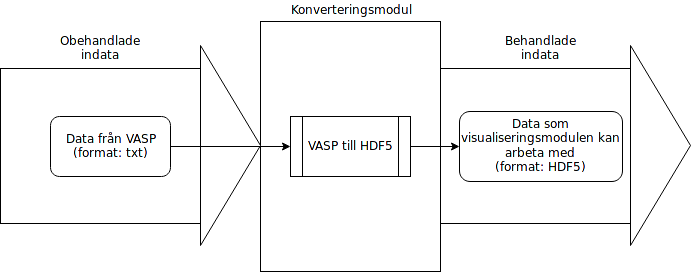 Konverteringsmodul
Obehandlade
indata
Behandlade
indata
Data från VASP
(format: txt)
VASP till HDF5
Data som
visualiseringsmodulen kan
arbeta med
(format: HDF5)